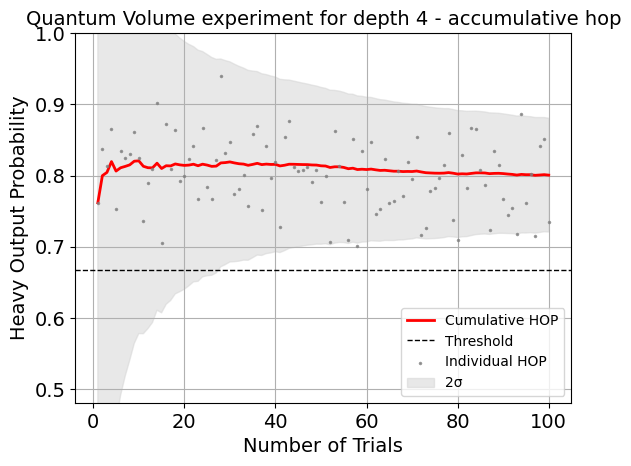 Quantum Volume experiment for depth 4 - accumulative hop
1.0
0.9
0.8
0.7
0.6
0.5
Heavy Output Probability
Cumulative HOP
Threshold
Individual HOP
2σ
0 20 40 60 80 100
Number of Trials